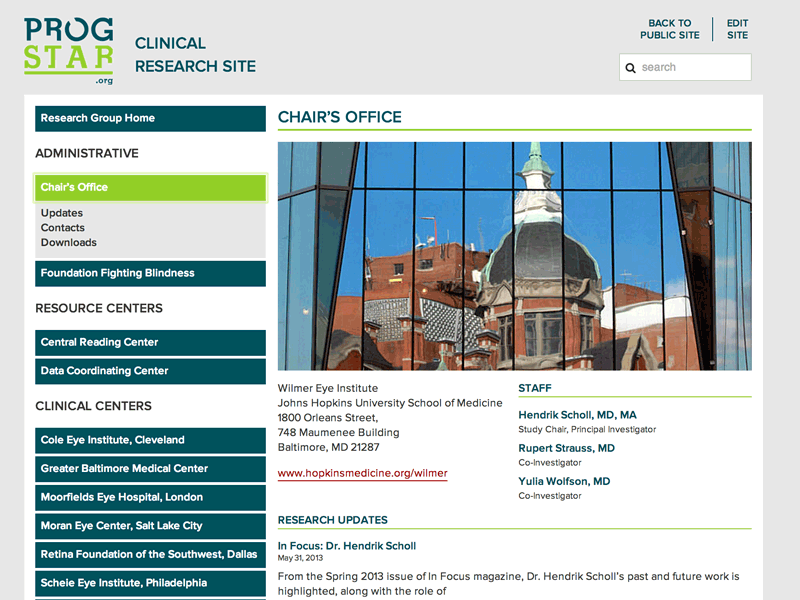 PROG
STAR
.org
CLINICAL
RESEARCH SITE
BACK TO
PUBLIC SITE
EDIT
SITE
search
Research Group Home
ADMINISTRATIVE
Chair's Office
Updates
Contacts
Downloads
Foundation Fighting Blindness
RESOURCE CENTERS
Central Reading Center
Data Coordinating Center
CLINICAL CENTERS
Cole Eye Institute, Cleveland
Greater Baltimore Medical Center
Moorfields Eye Hospital, London
Moran Eye Center, Salt Lake City
Retina Foundation of the Southwest, Dallas
Scheie Eye Institute, Philadelphia
CHAIR'S OFFICE
Wilmer Eye Institute
Johns Hopkins University School of Medicine
1800 Orleans Street,
748 Maumenee Building
Baltimore, MD 21287
www.hopkinsmedicine.org/wilmer
STAFF
Hendrik Scholl, MD, MA
Study Chair, Principal Investigator
Rupert Strauss, MD
Co-Investigator
Yulia Wolfson, MD
Co-Investigator
RESEARCH UPDATES
In Focus: Dr. Hendrik Scholl
May 31, 2013
From the Spring 2013 issue of In Focus magazine, Dr. Hendrik Scholl's past and future work is
highlighted, along with the role of